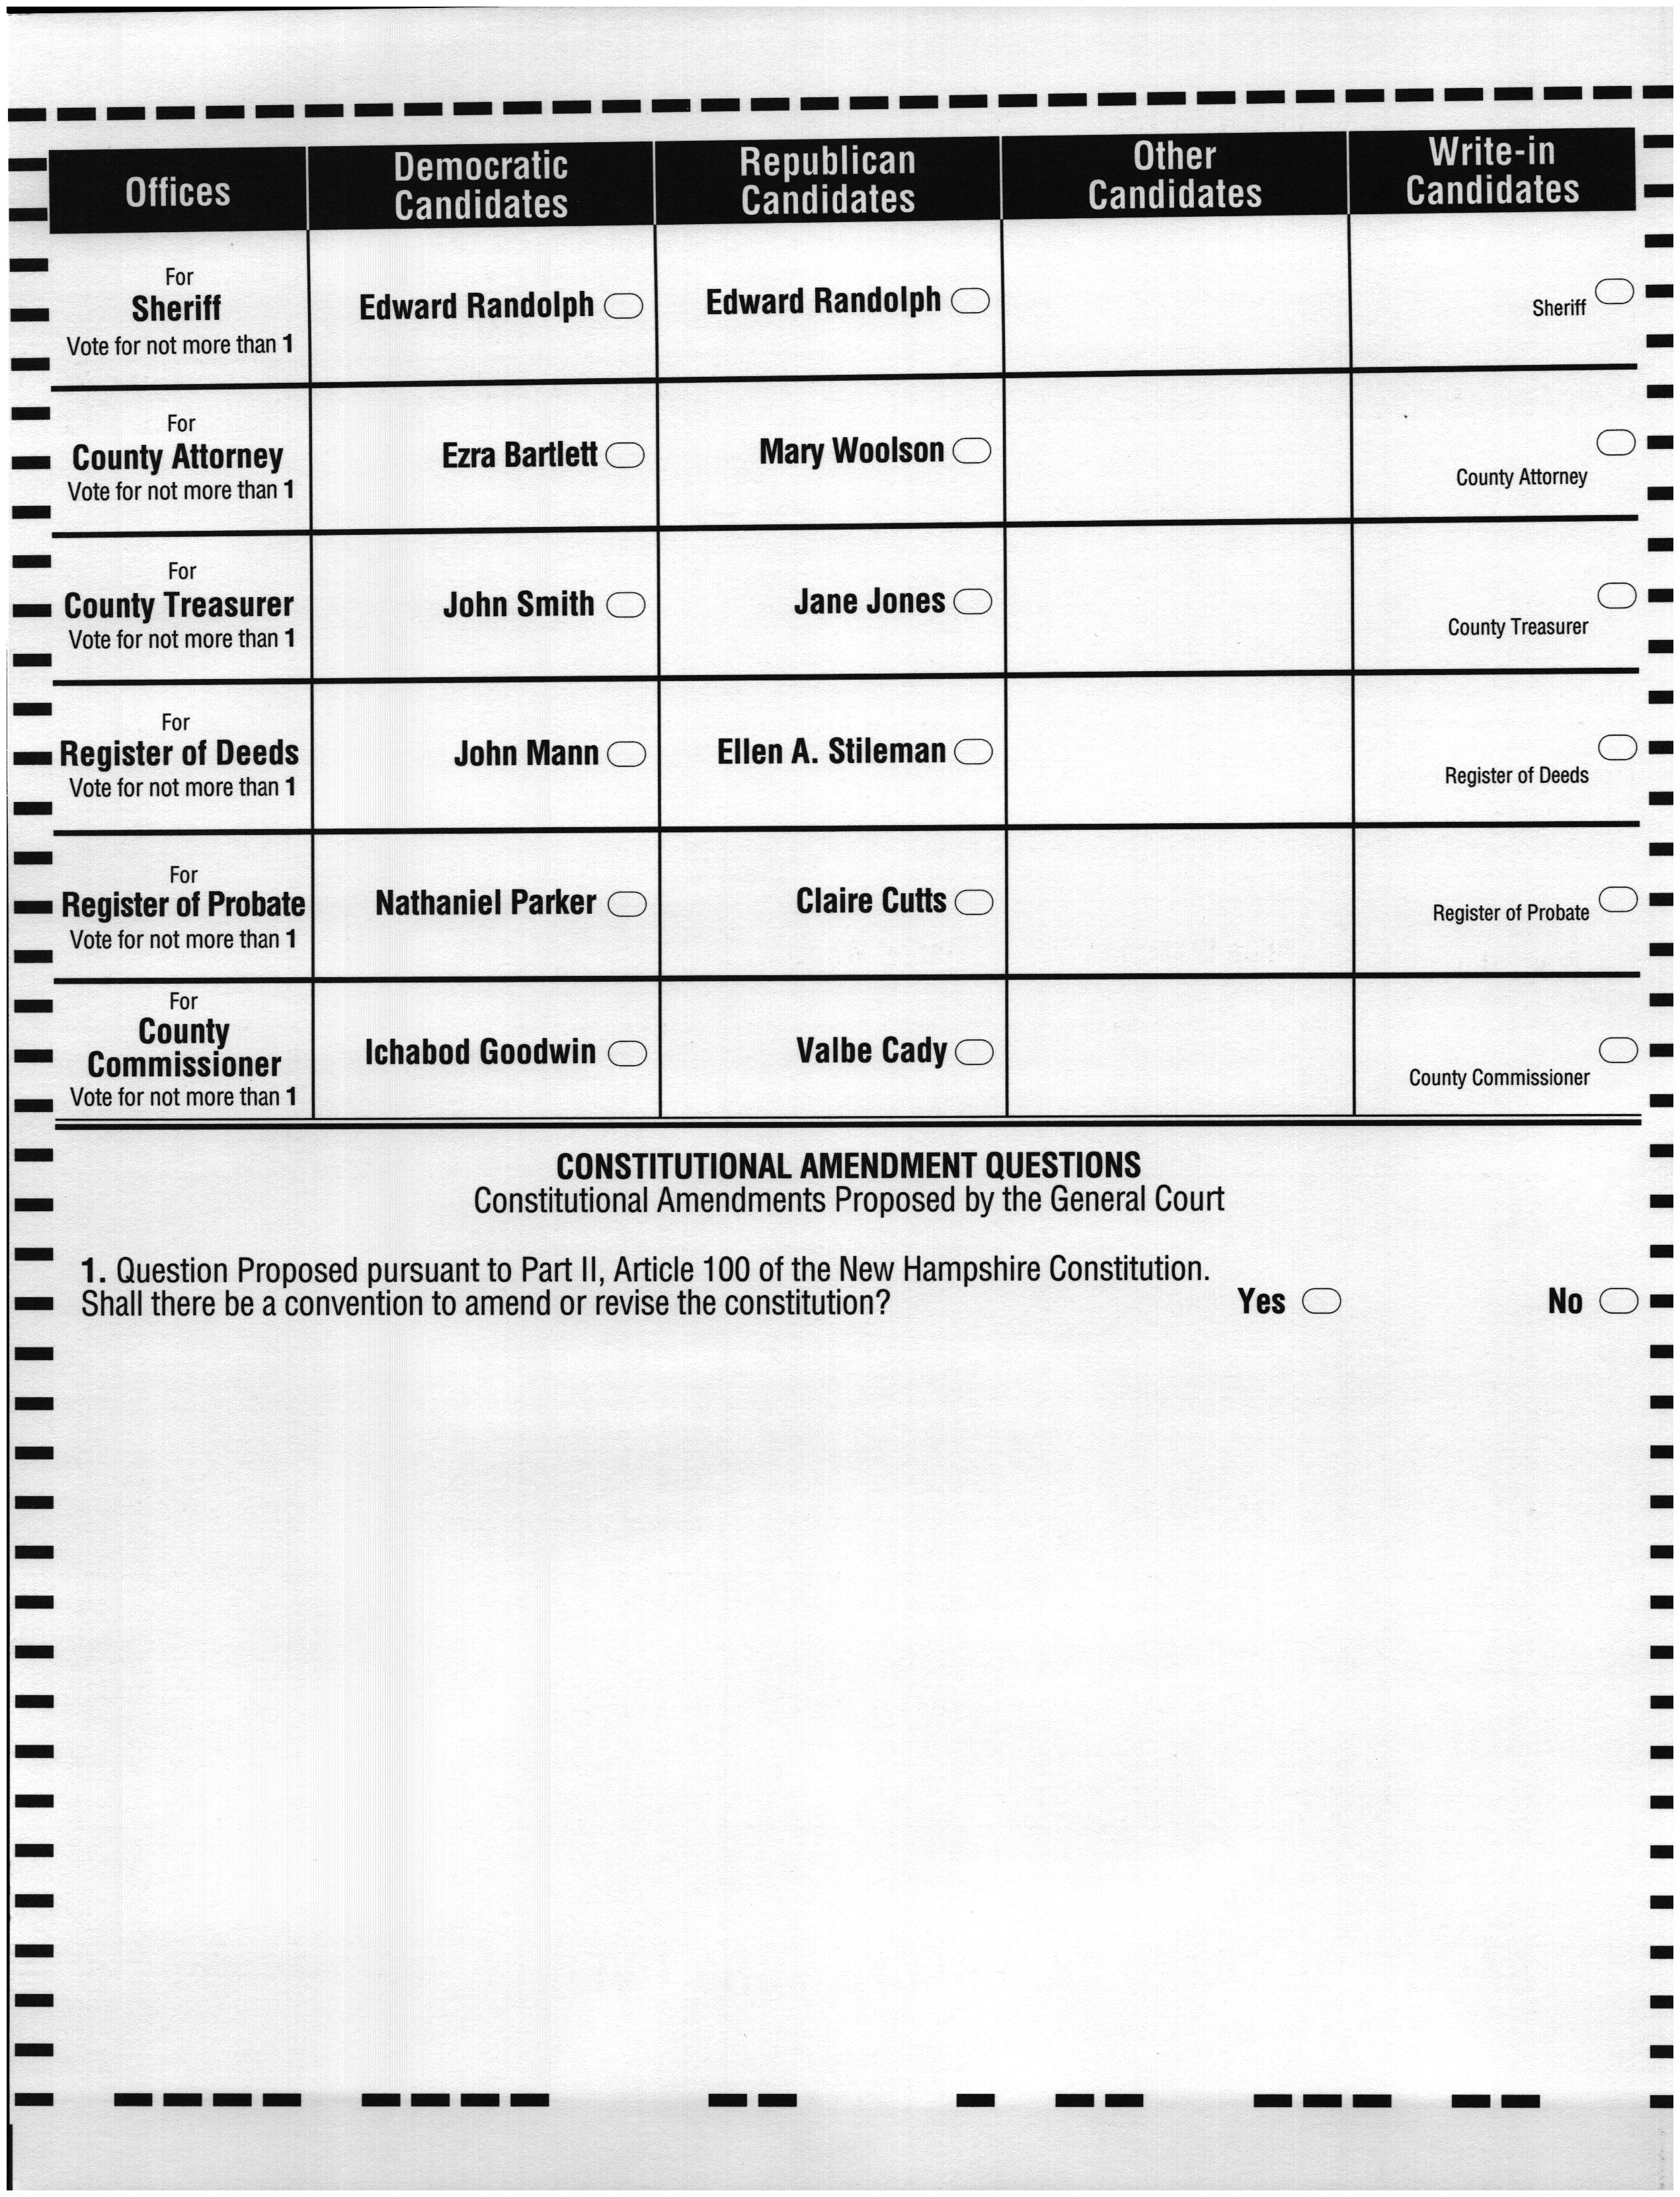 Offices
Democratic
Candidates
Republican
Candidates
Other
Candidates
Write-in
Candidates
For
Sheriff
Vote for not more than 1
Edward Randolph
Edward Randolph
Sheriff
For
County Attorney
Vote for not more than 1
Ezra Bartlett
Mary Woolson
County Attorney
For
County Treasurer
Vote for not more than 1
John Smith
Jane Jones
County Treasurer
For
Register of Deeds
Vote for not more than 1
John Mann
Ellen A. Stileman
Register of Deeds
For
Register of Probate
Vote for not more than 1
Nathaniel Parker
Claire Cutts
Register of Probate
For
County
Commissioner
Vote for not more than 1
Ichabod Goodwin
Valbe Cady
County Commissioner
CONSTITUTIONAL AMENDMENT QUESTIONS
Constitutional Amendments Proposed by the General Court
1. Question Proposed pursuant to Part II, Article 100 of the New Hampshire Constitution.
Shall there be a convention to amend or revise the constitution? Yes No